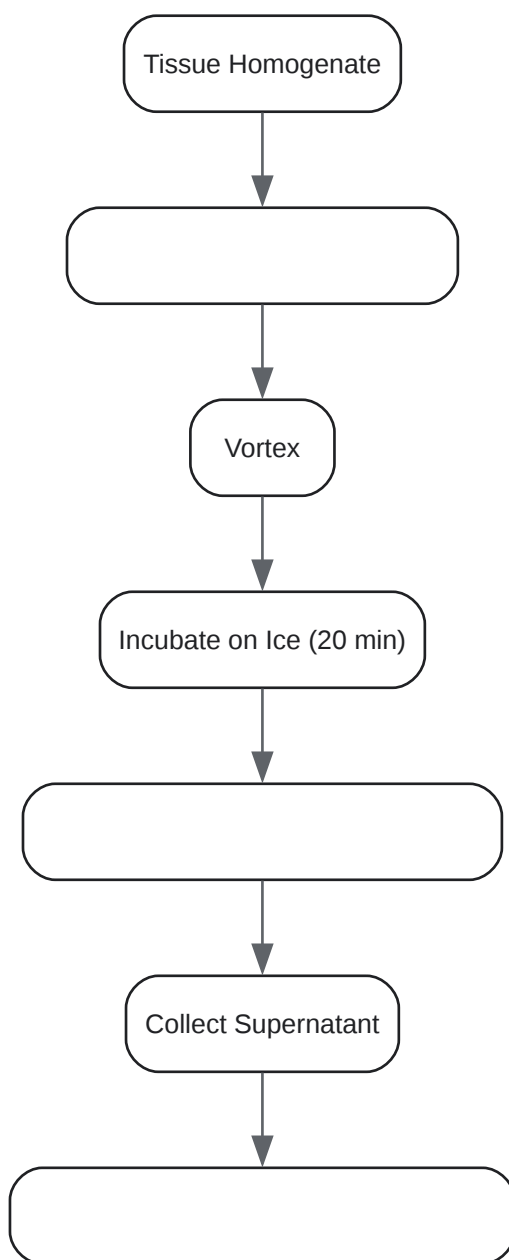 Tissue Homogenate
Vortex
Incubate on Ice (20 min)
Collect Supernatant